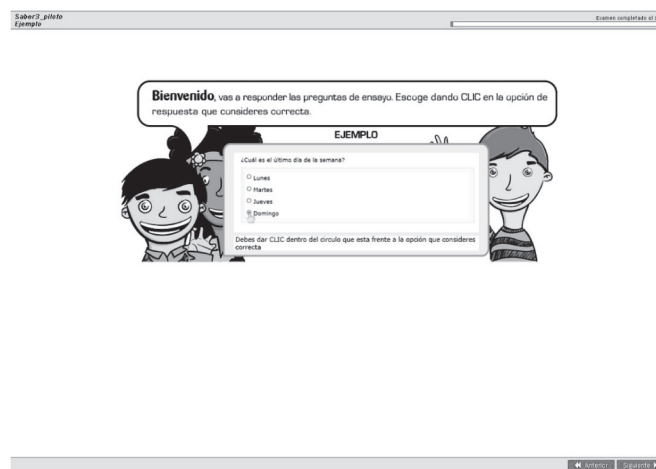 Saber3_piloto
Ejemplo
Examen completado al
Bienvenido, vas a responder las preguntas de ensayo. Escoge dando CLIC en la opción de
respuesta que consideres correcta.
EJEMPLO
¿Cuál es el último día de la semana?
Lunes
Martes
Jueves
Domingo
Debes dar CLIC dentro del circulo que esta frente a la opción que consideres
correcta
Anterior
Siguiente